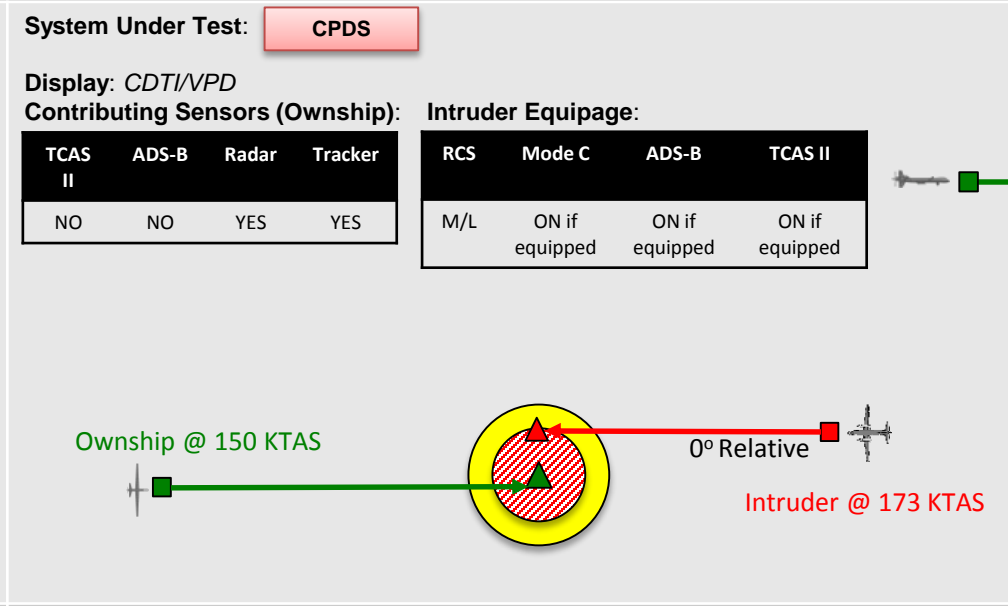 System Under Test: CPDS
Display: CDTI/VPD
Contributing Sensors (Ownship): Intruder Equipage:
TCAS II ADS-B Radar Tracker
NO NO YES YES
RCS Mode C ADS-B TCAS II
M/L ON if equipped ON if equipped ON if equipped
Ownship @ 150 KTAS
0º Relative
Intruder @ 173 KTAS